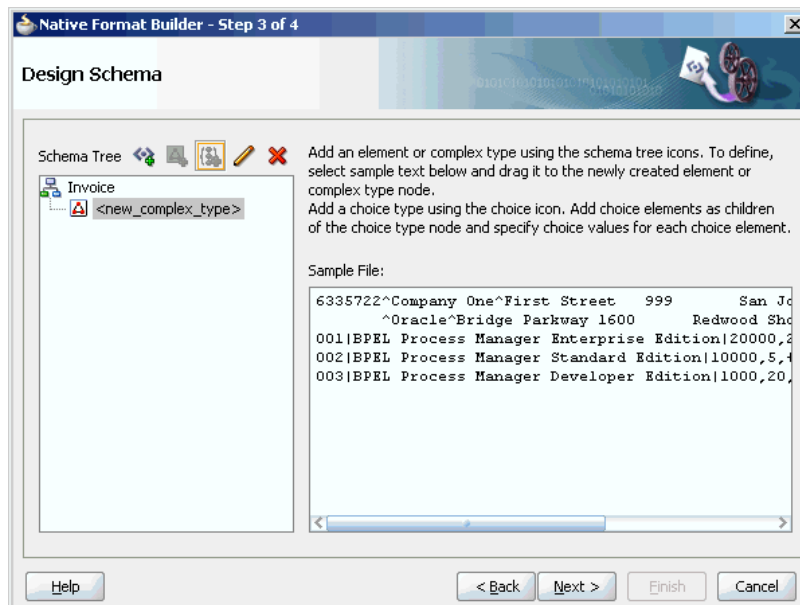 Native Format Builder - Step 3 of 4
Design Schema
Schema Tree
Invoice
<new_complex_type>
Add an element or complex type using the schema tree icons. To define,
select sample text below and drag it to the newly created element or
complex type node.
Add a choice type using the choice icon. Add choice elements as children
of the choice type node and specify choice values for each choice element.
Sample File:
6335722^Company One^First Street 999 San Jo
^Oracle^Bridge Parkway 1600 Redwood Sho
001|BPEL Process Manager Enterprise Edition|20000,2
002|BPEL Process Manager Standard Edition|10000,5,+
003|BPEL Process Manager Developer Edition|1000,20,
Help
< Back
Next >
Finish
Cancel